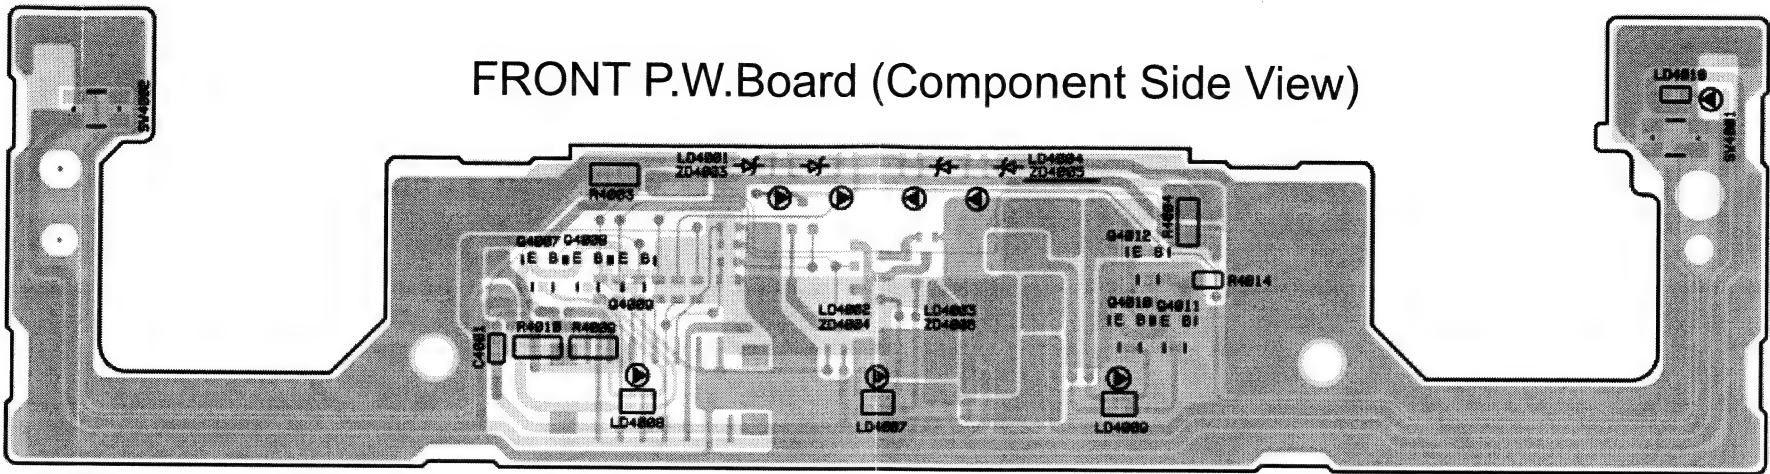 FRONT P.W.Board (Component Side View)
SW4002
LD4010
SW4001
LD4001
ZD4003
LD4004
ZD4005
R4003
R4004
Q4007 Q4008
E B E B E B
Q4009
Q4012
E B
R4014
Q4010 Q4011
E B E B
LD4002
ZD4004
LD4003
ZD4006
C4001
R4010 R4009
LD4008
LD4007
LD4009